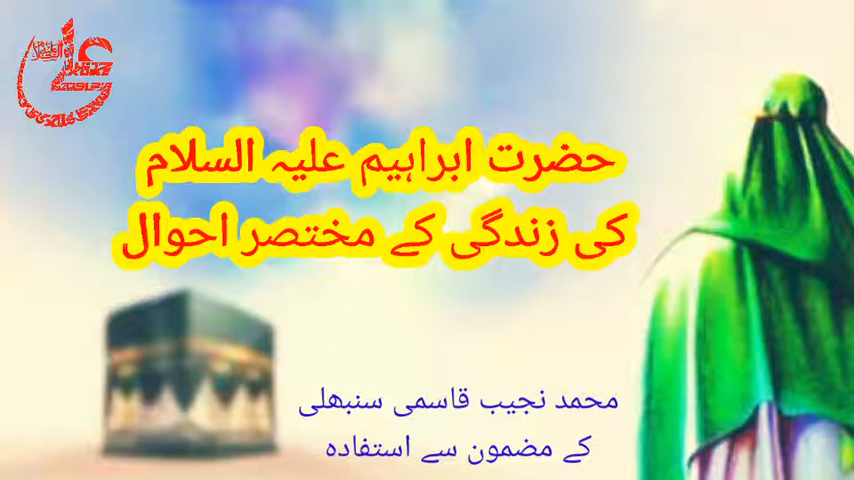 حضرت ابراہیم علیہ السلام
کی زندگی کے مختصر احوال
محمد نجیب قاسمی سنبھلی
کے مضمون سے استفادہ